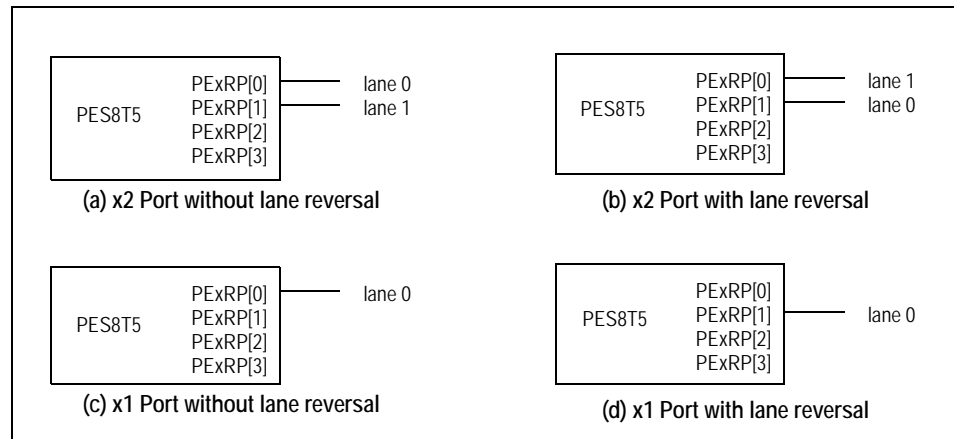 PES8T5
PExRP[0] lane 0
PExRP[1] lane 1
PExRP[2]
PExRP[3]
(a) x2 Port without lane reversal
PES8T5
PExRP[0] lane 1
PExRP[1] lane 0
PExRP[2]
PExRP[3]
(b) x2 Port with lane reversal
PES8T5
PExRP[0] lane 0
PExRP[1]
PExRP[2]
PExRP[3]
(c) x1 Port without lane reversal
PES8T5
PExRP[0]
PExRP[1] lane 0
PExRP[2]
PExRP[3]
(d) x1 Port with lane reversal